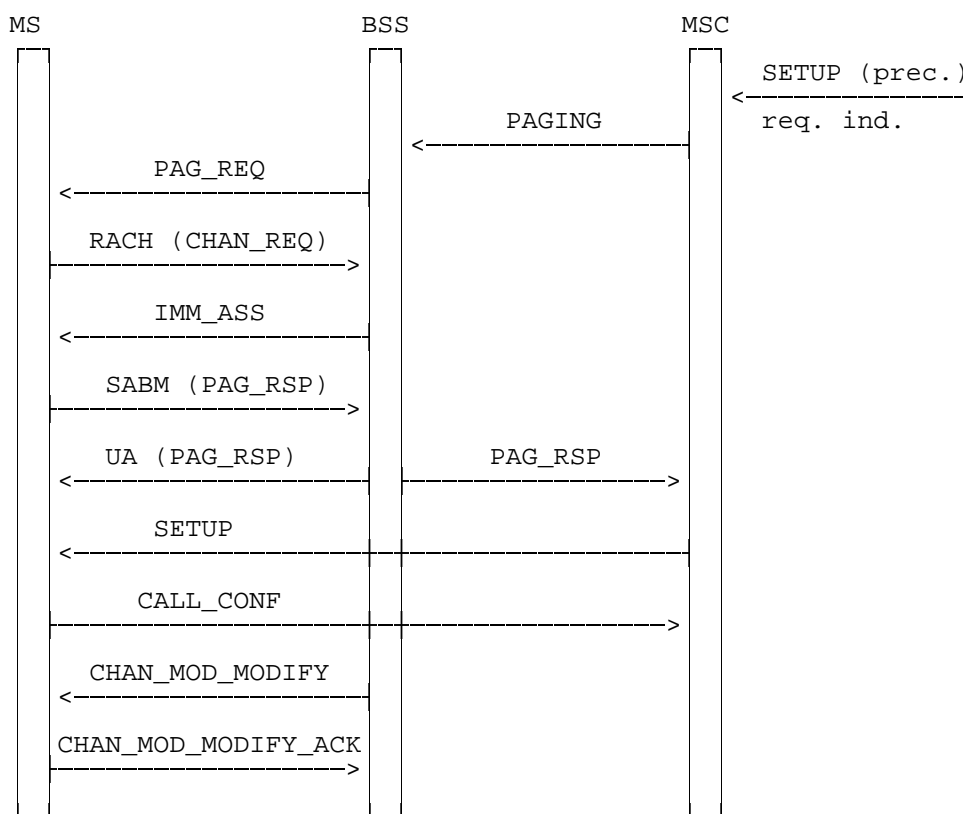 MS BSS MSC
SETUP (prec.)
req. ind.
PAGING
PAG_REQ
RACH (CHAN_REQ)
IMM_ASS
SABM (PAG_RSP)
UA (PAG_RSP) PAG_RSP
SETUP
CALL_CONF
CHAN_MOD_MODIFY
CHAN_MOD_MODIFY_ACK